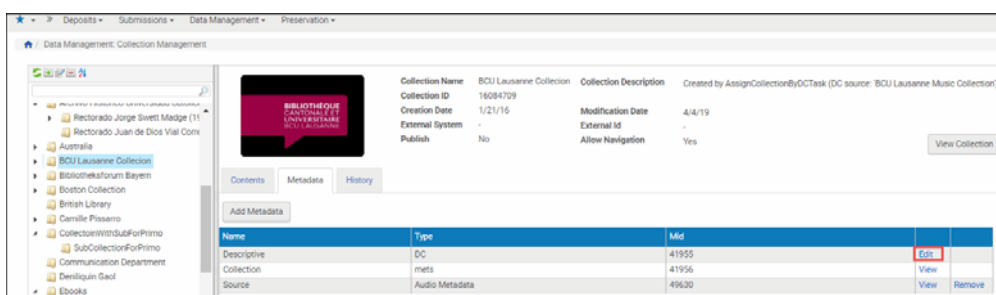 Deposits Submissions Data Management Preservation
/ Data Management: Collection Management
Rectorado Jorge Swett Madge (19
Rectorado Juan de Dios Vial Corre
Australia
BCU Lausanne Collecion
Bibliotheksforum Bayern
Boston Collection
British Library
Camille Pissarro
CollectoinWithSubForPrimo
SubCollectionForPrimo
Communication Department
Deniliquin Gaol
Ebooks
BIBLIOTHÈQUE
CANTONALE ET
UNIVERSITAIRE
BCU LAUSANNE
Collection Name BCU Lausanne Collecion Collection Description Created by AssignCollectionByDCTask (DC source: 'BCU Lausanne Music Collection'
Collection ID 16084709
Creation Date 1/21/16 Modification Date 4/4/19
External System - External Id -
Publish No Allow Navigation Yes
View Collection
Contents Metadata History
Add Metadata
Name Type Mid
Descriptive DC 41955 Edit
Collection mets 41956 View
Source Audio Metadata 49630 View Remove